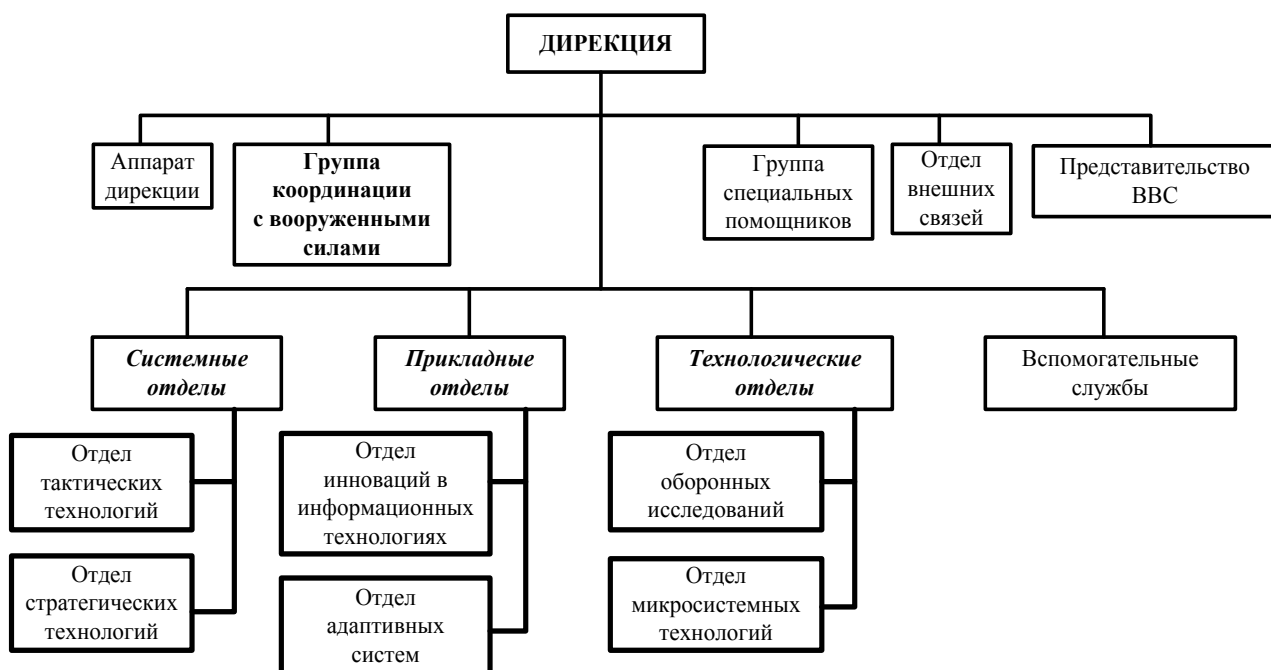 ДИРЕКЦИЯ
Аппарат
дирекции
Группа
координации
с вооруженными
силами
Группа
специальных
помощников
Отдел
внешних
связей
Представительство
ВВС
Системные
отделы
Прикладные
отделы
Технологические
отделы
Вспомогательные
службы
Отдел
тактических
технологий
Отдел
инноваций в
информационных
технологиях
Отдел
оборонных
исследований
Отдел
стратегических
технологий
Отдел
адаптивных
систем
Отдел
микросистемных
технологий